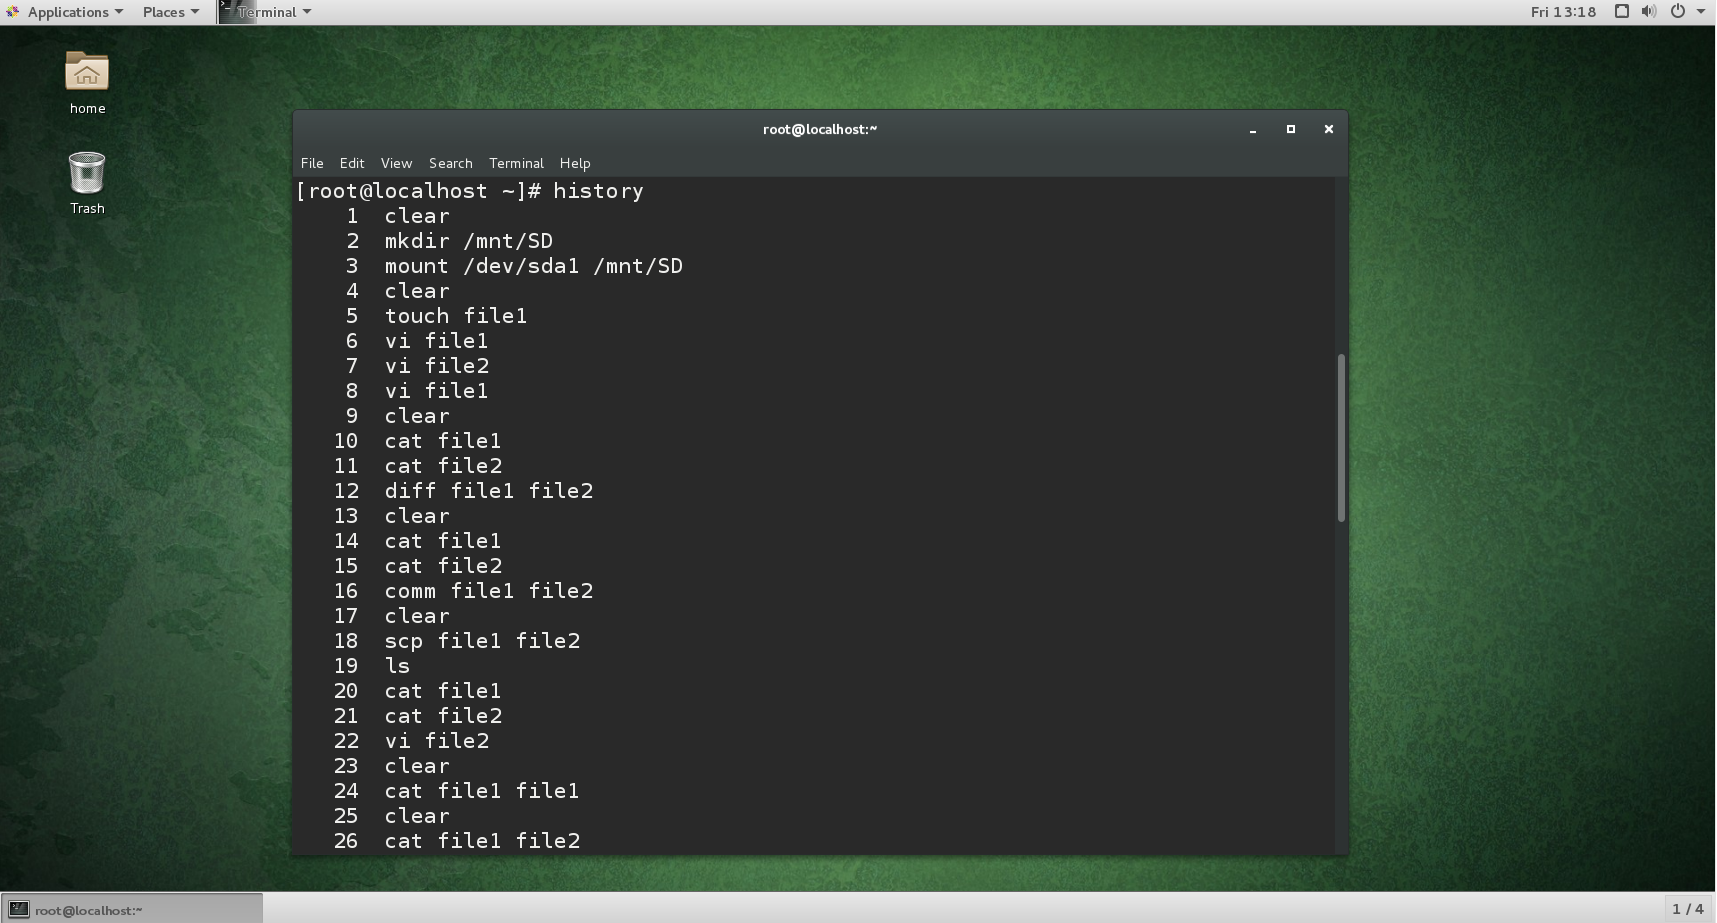 Applications Places Terminal Fri 13:18
home
Trash
root@localhost:~
File Edit View Search Terminal Help
[root@localhost ~]# history
1 clear
2 mkdir /mnt/SD
3 mount /dev/sda1 /mnt/SD
4 clear
5 touch file1
6 vi file1
7 vi file2
8 vi file1
9 clear
10 cat file1
11 cat file2
12 diff file1 file2
13 clear
14 cat file1
15 cat file2
16 comm file1 file2
17 clear
18 scp file1 file2
19 ls
20 cat file1
21 cat file2
22 vi file2
23 clear
24 cat file1 file1
25 clear
26 cat file1 file2
root@localhost:~ 1 / 4